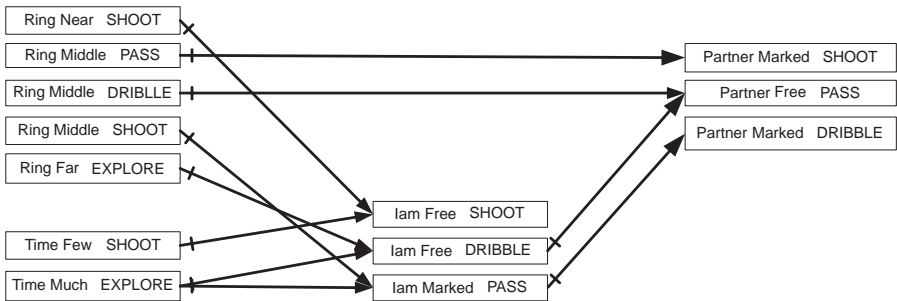 Ring Near SHOOT
Ring Middle PASS
Ring Middle DRIBLLE
Ring Middle SHOOT
Ring Far EXPLORE
Time Few SHOOT
Time Much EXPLORE
Iam Free SHOOT
Iam Free DRIBBLE
Iam Marked PASS
Partner Marked SHOOT
Partner Free PASS
Partner Marked DRIBBLE